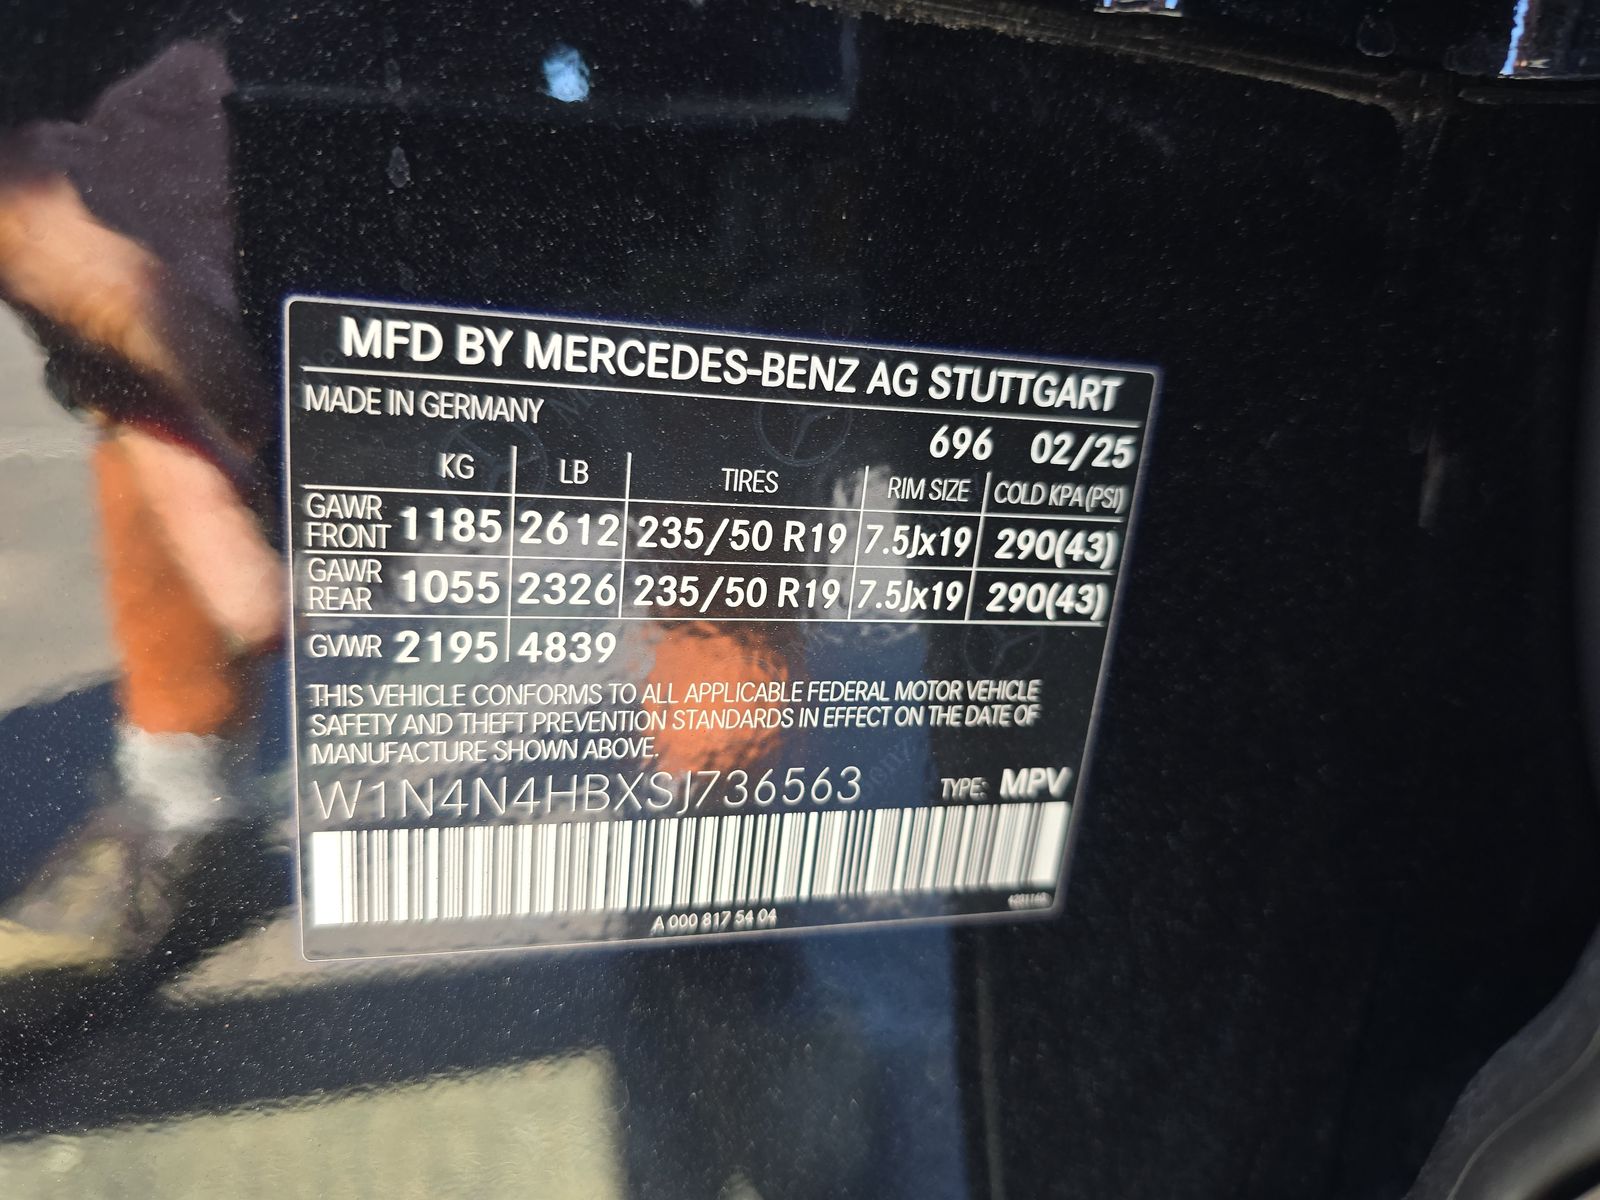 MFD BY MERCEDES-BENZ AG STUTTGART
MADE IN GERMANY
696 02/25
KG LB TIRES RIM SIZE COLD KPA(PSI)
GAWR FRONT 1185 2612 235/50 R19 7.5Jx19 290(43)
GAWR REAR 1055 2326 235/50 R19 7.5Jx19 290(43)
GVWR 2195 4839
THIS VEHICLE CONFORMS TO ALL APPLICABLE FEDERAL MOTOR VEHICLE
SAFETY AND THEFT PREVENTION STANDARDS IN EFFECT ON THE DATE OF
MANUFACTURE SHOWN ABOVE.
W1N4N4HBXSJ736563 TYPE: MPV
A 000 817 54 04